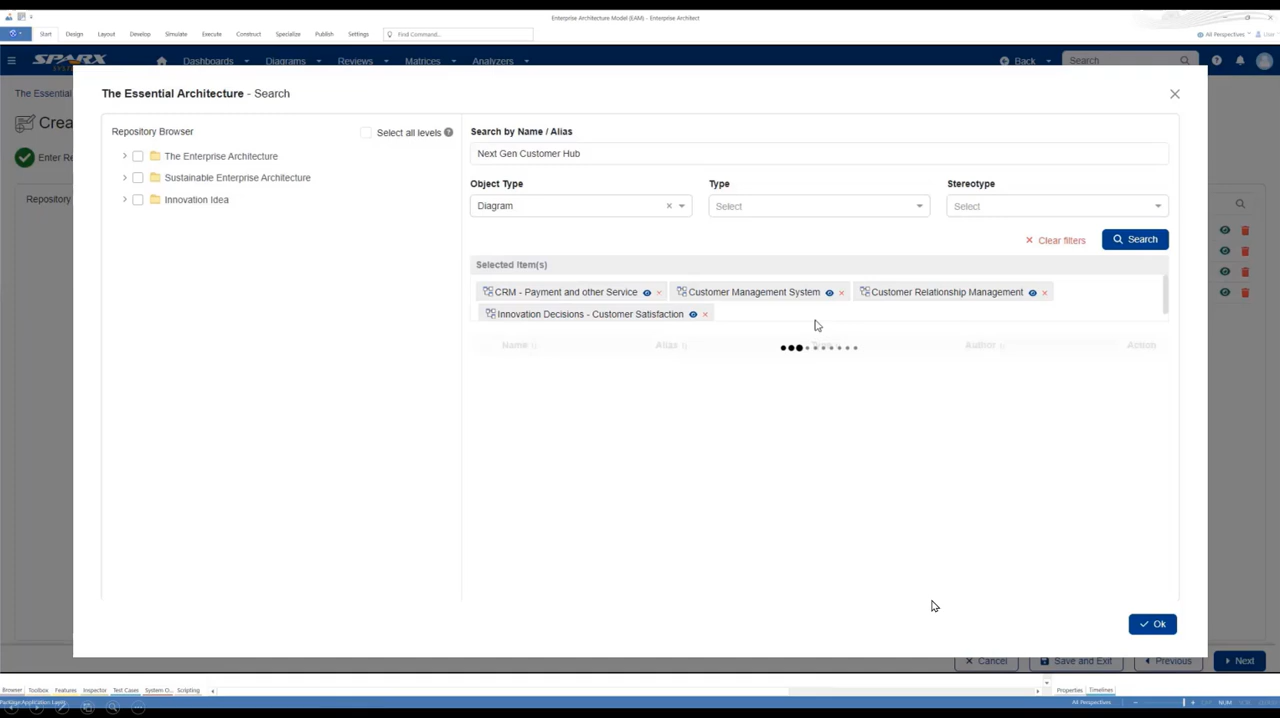 Enterprise Architecture Model (EAM) - Enterprise Architect
Start Design Layout Develop Simulate Execute Construct Specialize Publish Settings Find Command... All Perspectives User
SPARX Dashboards Diagrams Reviews Matrices Analyzers Back Search
The Essential
The Essential Architecture - Search
Crea
Enter Re
Repository
Repository Browser
Select all levels
The Enterprise Architecture
Sustainable Enterprise Architecture
Innovation Idea
Search by Name / Alias
Next Gen Customer Hub
Object Type Type Stereotype
Diagram Select Select
Clear filters Search
Selected Item(s)
CRM - Payment and other Service Customer Management System Customer Relationship Management
Innovation Decisions - Customer Satisfaction
Name Alias Type Author Action
Ok
Cancel Save and Exit Previous Next
Browser Toolbox Features Inspector Test Cases System O... Scripting Properties Timelines
All Perspectives NUM